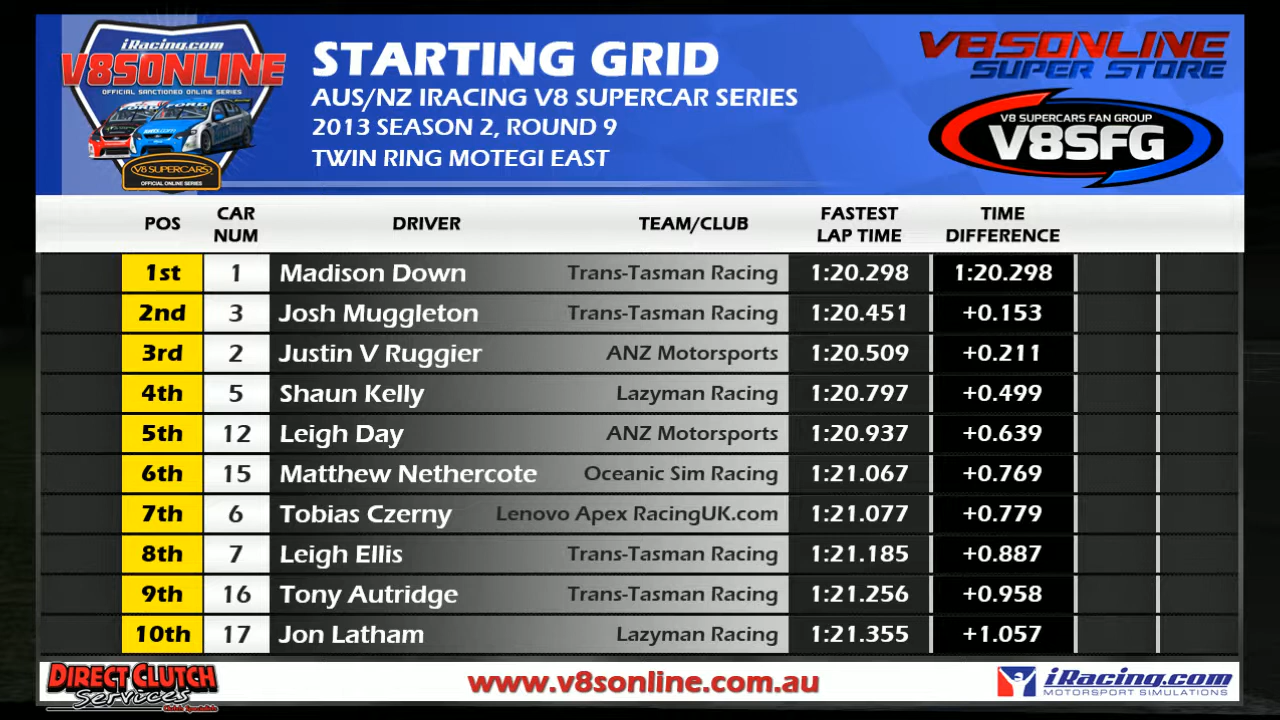 iRacing.com
V8SONLINE
OFFICIAL SANCTIONED ONLINE SERIES
V8 SUPERCARS
OFFICIAL ONLINE SERIES
STARTING GRID
AUS/NZ IRACING V8 SUPERCAR SERIES
2013 SEASON 2, ROUND 9
TWIN RING MOTEGI EAST
V8SONLINE
SUPER STORE
V8 SUPERCARS FAN GROUP
V8SFG
POS CAR NUM DRIVER TEAM/CLUB FASTEST LAP TIME TIME DIFFERENCE
1st 1 Madison Down Trans-Tasman Racing 1:20.298 1:20.298
2nd 3 Josh Muggleton Trans-Tasman Racing 1:20.451 +0.153
3rd 2 Justin V Ruggier ANZ Motorsports 1:20.509 +0.211
4th 5 Shaun Kelly Lazyman Racing 1:20.797 +0.499
5th 12 Leigh Day ANZ Motorsports 1:20.937 +0.639
6th 15 Matthew Nethercote Oceanic Sim Racing 1:21.067 +0.769
7th 6 Tobias Czerny Lenovo Apex RacingUK.com 1:21.077 +0.779
8th 7 Leigh Ellis Trans-Tasman Racing 1:21.185 +0.887
9th 16 Tony Autridge Trans-Tasman Racing 1:21.256 +0.958
10th 17 Jon Latham Lazyman Racing 1:21.355 +1.057
DIRECT CLUTCH
Services
Clutch Specialists
www.v8sonline.com.au
iRacing.com
MOTORSPORT SIMULATIONS